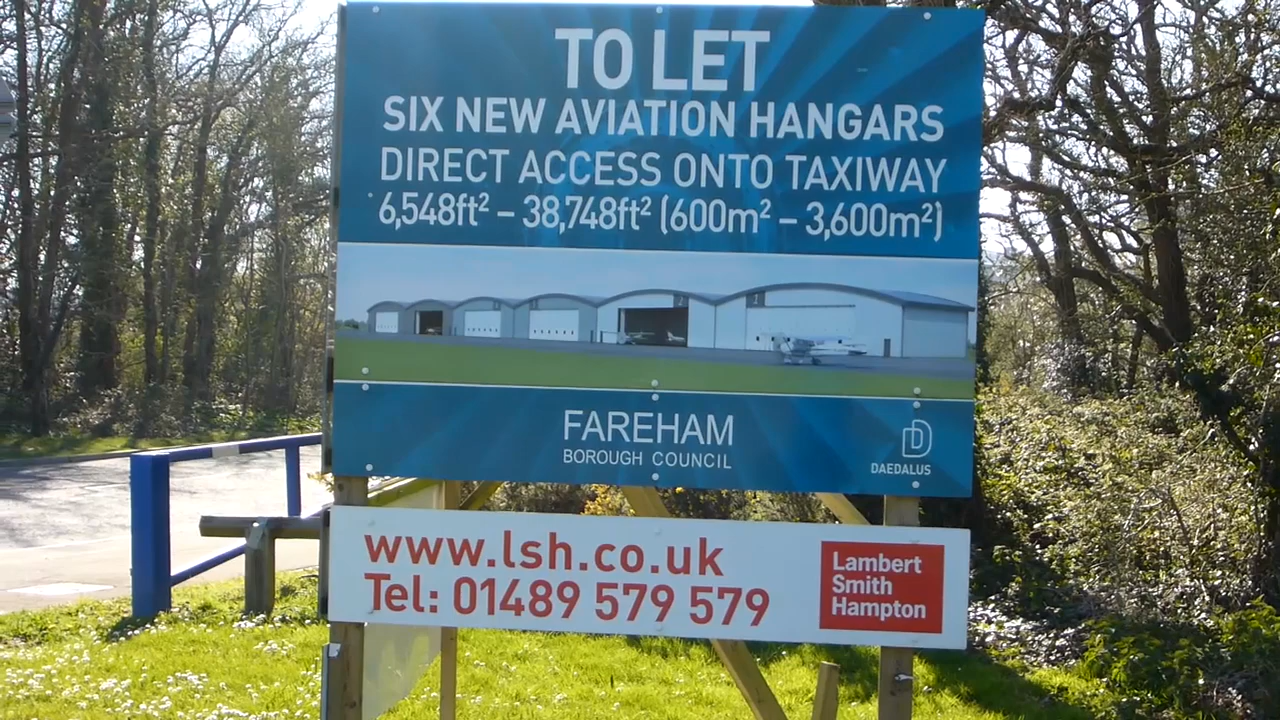 TO LET
SIX NEW AVIATION HANGARS
DIRECT ACCESS ONTO TAXIWAY
6,548ft² – 38,748ft² (600m² – 3,600m²)
FAREHAM
BOROUGH COUNCIL
DAEDALUS
www.lsh.co.uk
Tel: 01489 579 579
Lambert
Smith
Hampton